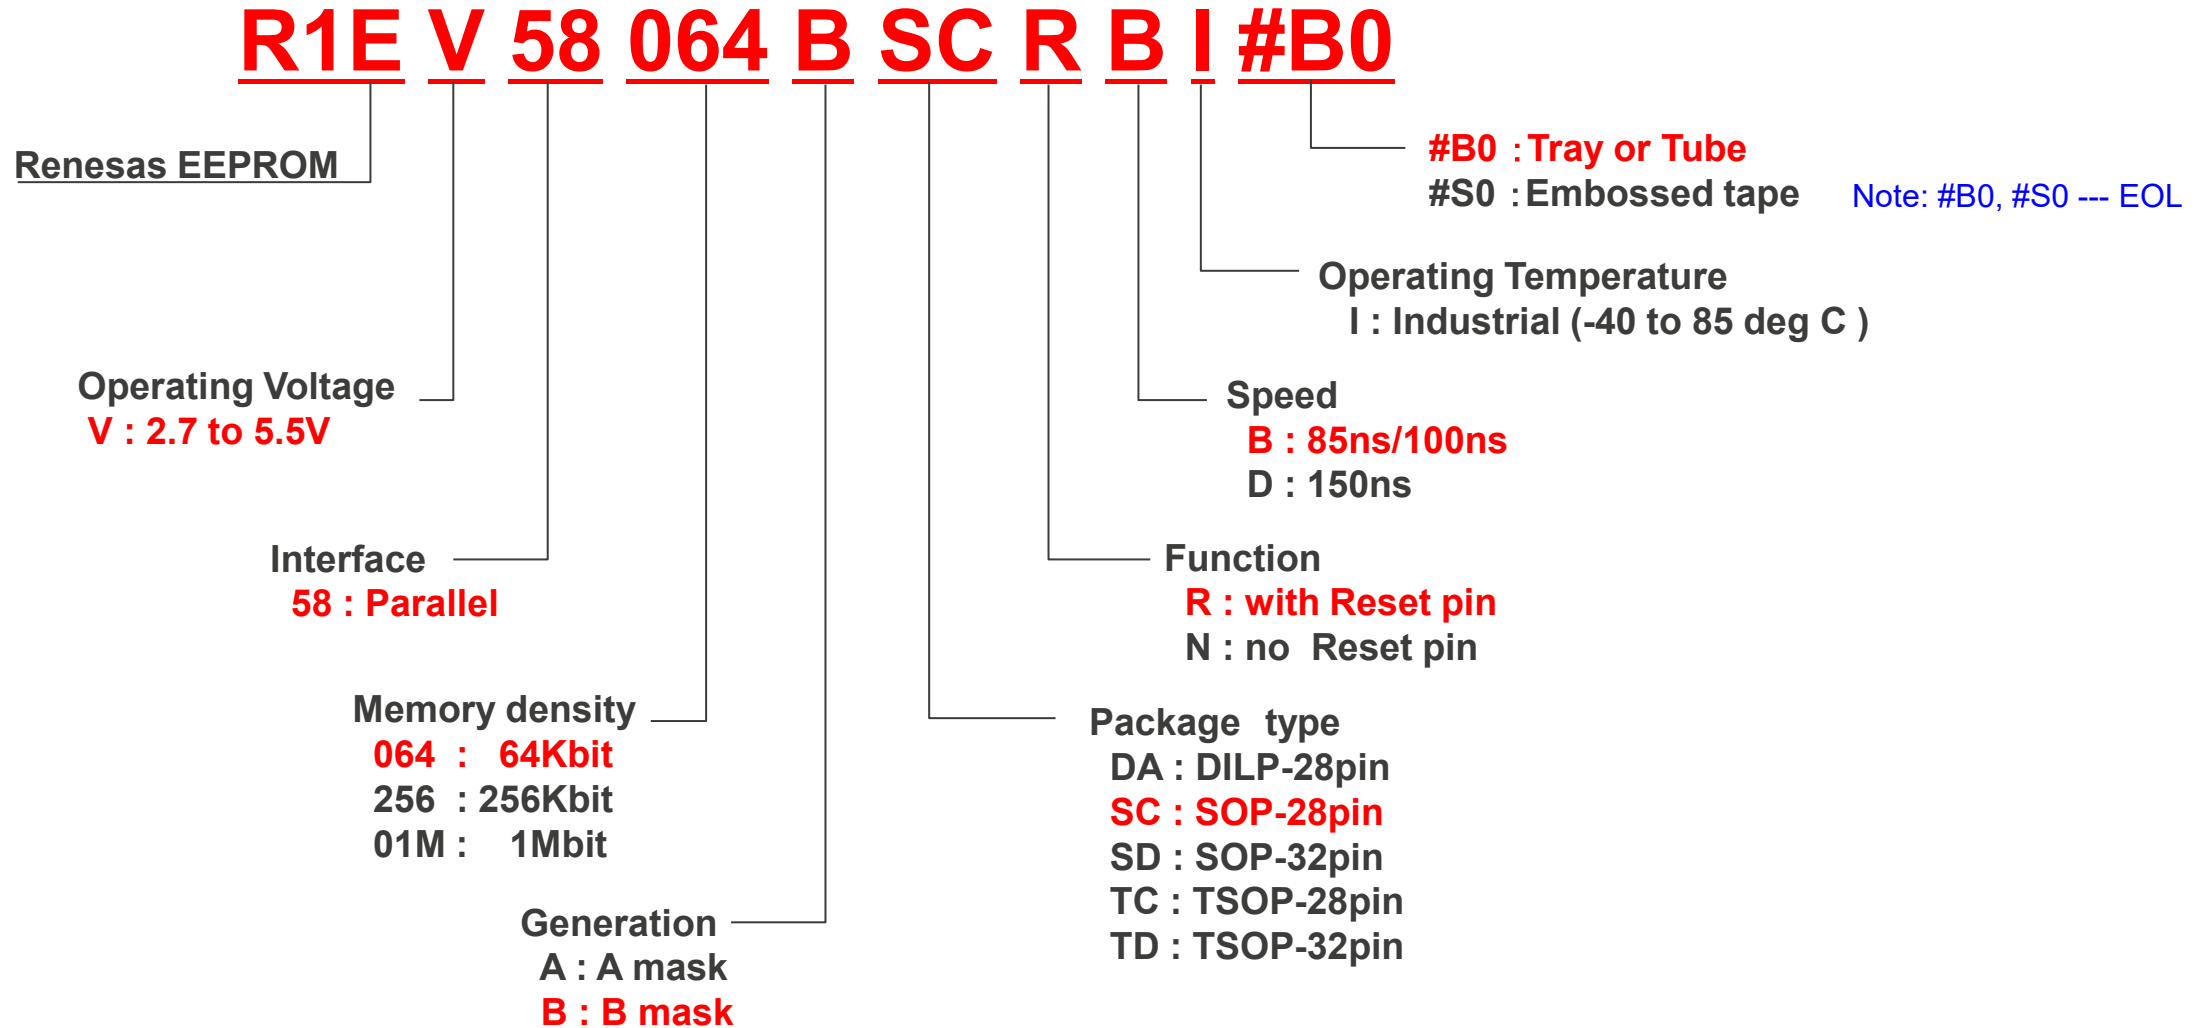 R1E V 58 064 B SC R B I #B0
Renesas EEPROM
Operating Voltage
V : 2.7 to 5.5V
Interface
58 : Parallel
Memory density
064 : 64Kbit
256 : 256Kbit
01M : 1Mbit
Generation
A : A mask
B : B mask
#B0 : Tray or Tube
#S0 : Embossed tape
Note: #B0, #S0 --- EOL
Operating Temperature
I : Industrial (-40 to 85 deg C )
Speed
B : 85ns/100ns
D : 150ns
Function
R : with Reset pin
N : no Reset pin
Package type
DA : DILP-28pin
SC : SOP-28pin
SD : SOP-32pin
TC : TSOP-28pin
TD : TSOP-32pin